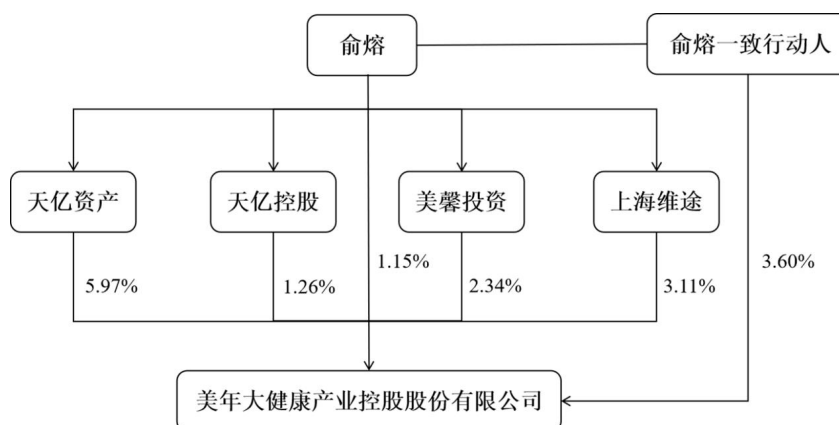 俞熔
俞熔一致行动人
天亿资产
天亿控股
美馨投资
上海维途
5.97%
1.26%
1.15%
2.34%
3.11%
3.60%
美年大健康产业控股股份有限公司